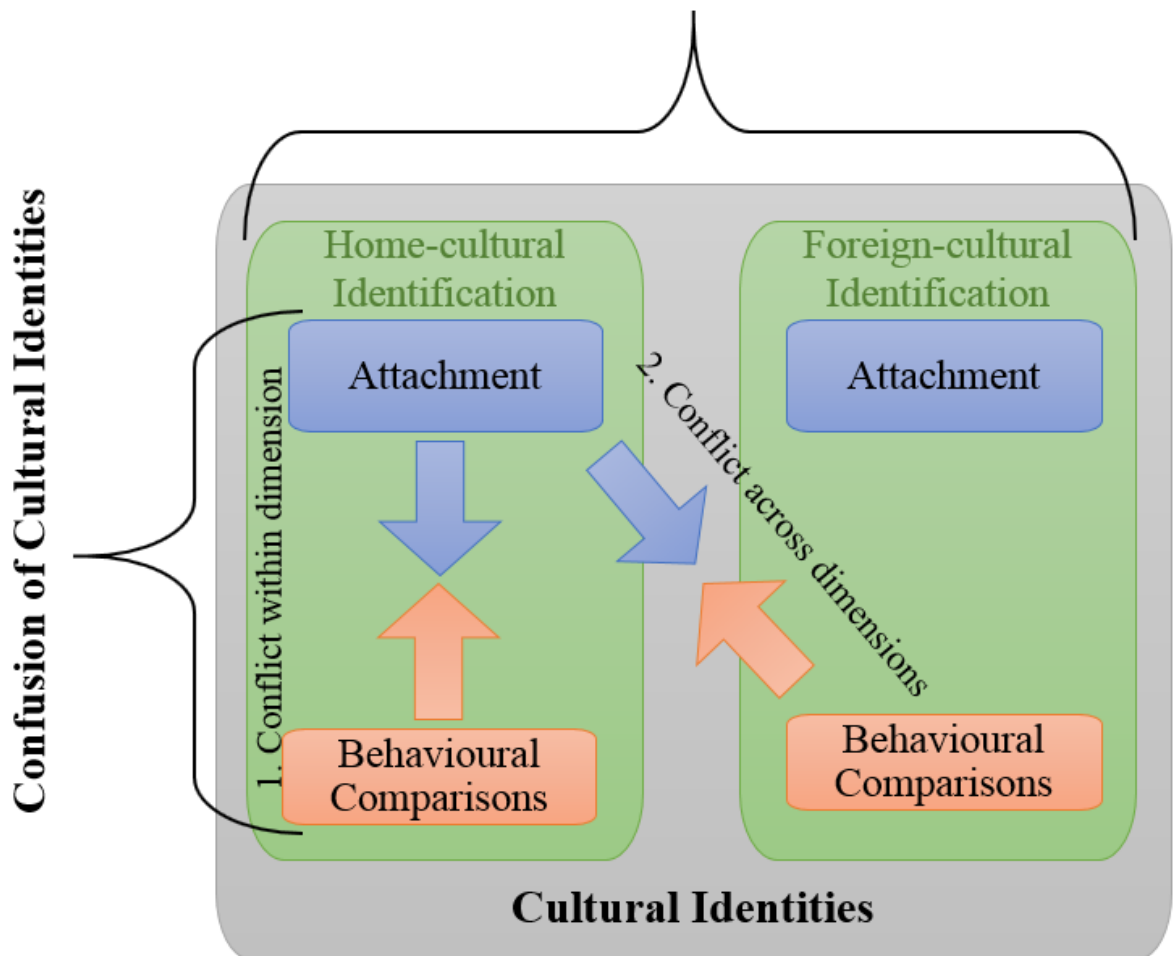 Confusion of Cultural Identities
Home-cultural
Identification
Foreign-cultural
Identification
Attachment
Attachment
1. Conflict within dimension
2. Conflict across dimensions
Behavioural
Comparisons
Behavioural
Comparisons
Cultural Identities